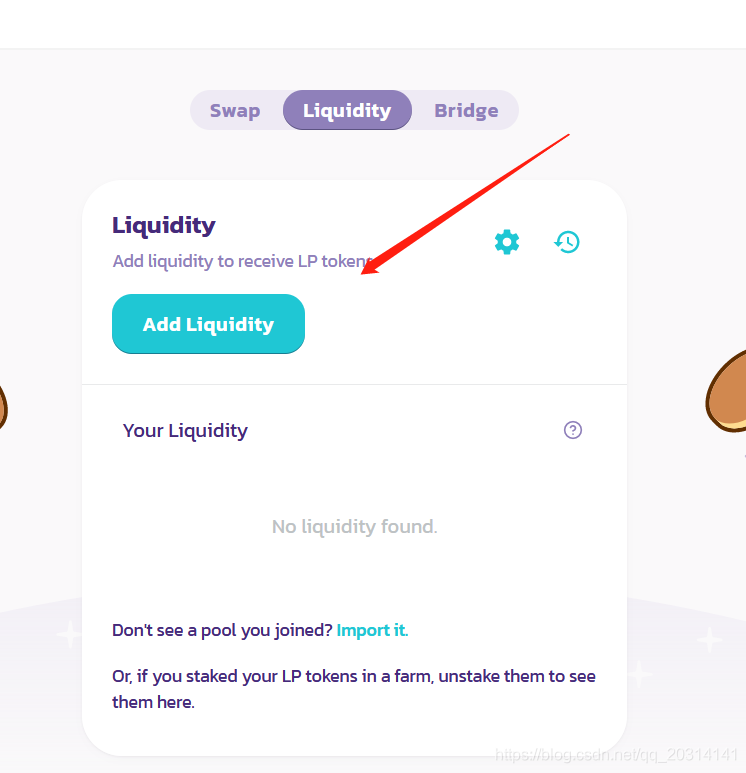 Swap Liquidity Bridge
Liquidity
Add liquidity to receive LP tokens
Add Liquidity
Your Liquidity
No liquidity found.
Don't see a pool you joined? Import it.
Or, if you staked your LP tokens in a farm, unstake them to see
them here.
https://blog.csdn.net/qq_20314141